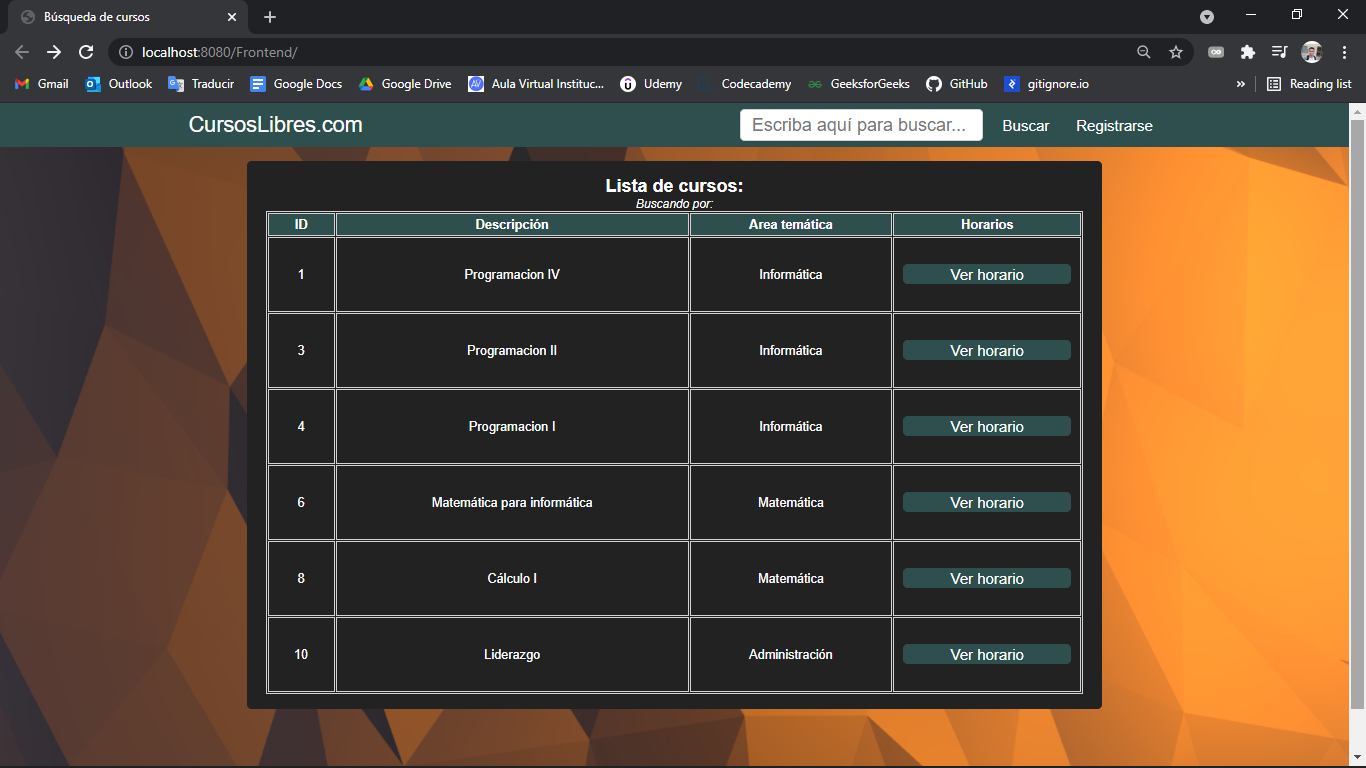 Búsqueda de cursos
localhost:8080/Frontend/
Gmail Outlook Traducir Google Docs Google Drive Aula Virtual Instituc... Udemy Codecademy GeeksforGeeks GitHub gitignore.io » Reading list
CursosLibres.com Escriba aquí para buscar... Buscar Registrarse
Lista de cursos:
Buscando por:
ID Descripción Area temática Horarios
1 Programacion IV Informática Ver horario
3 Programacion II Informática Ver horario
4 Programacion I Informática Ver horario
6 Matemática para informática Matemática Ver horario
8 Cálculo I Matemática Ver horario
10 Liderazgo Administración Ver horario